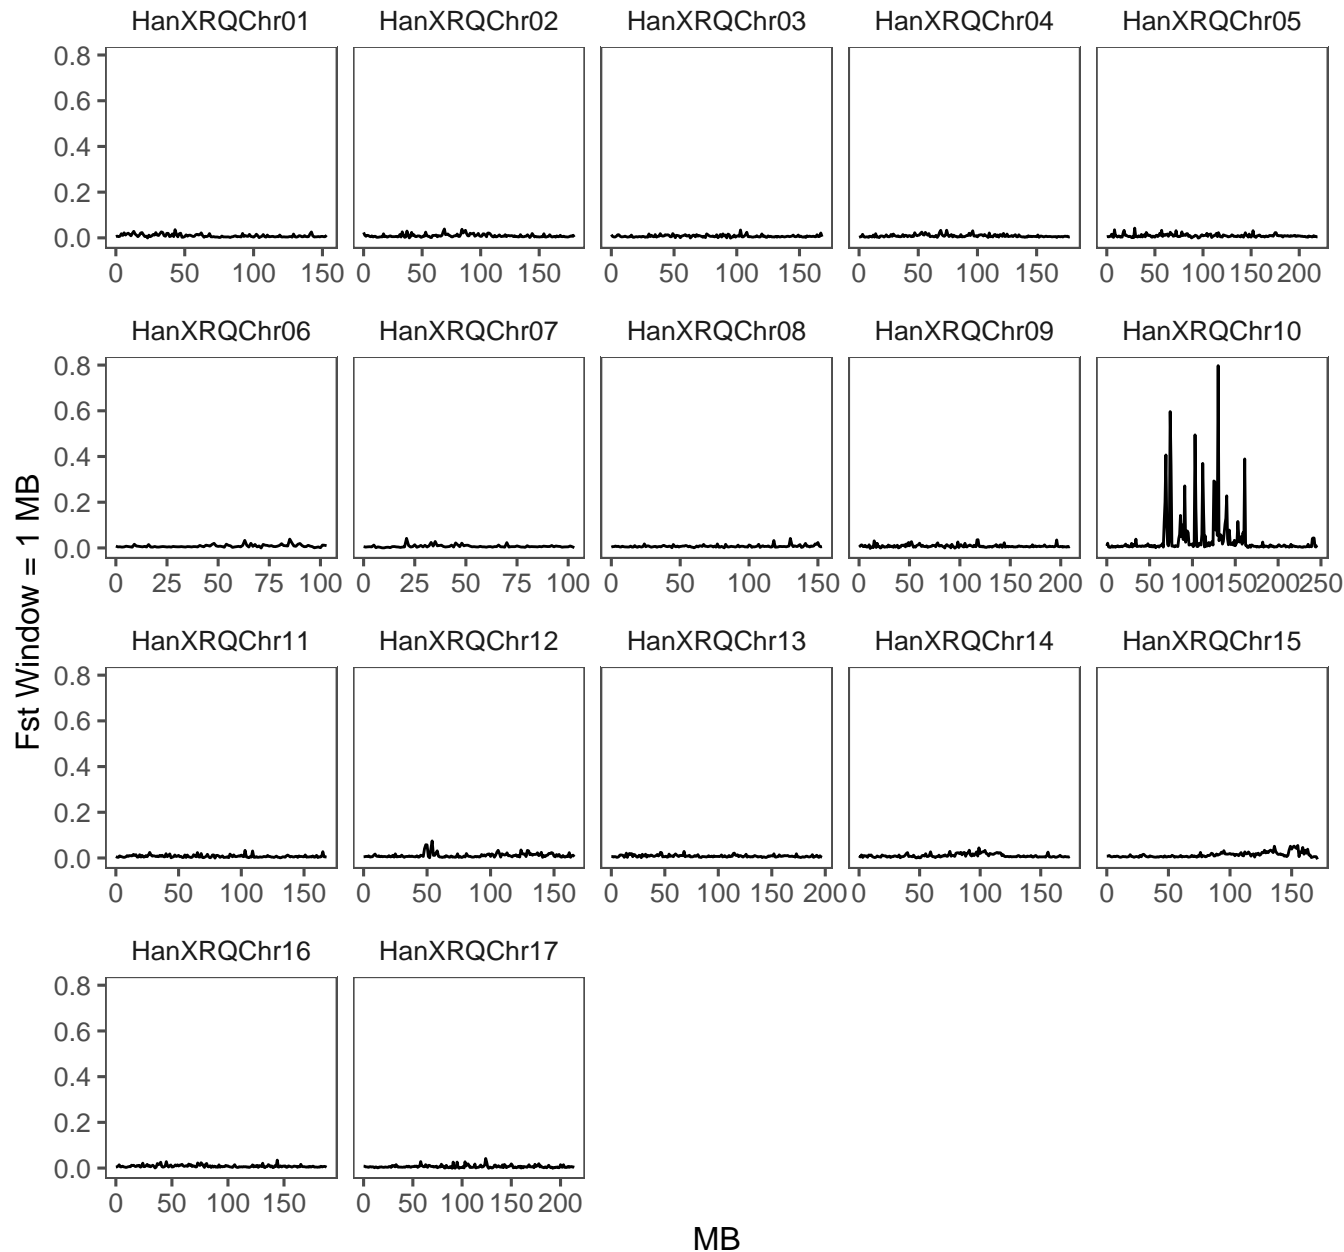 HanXRQChr01 HanXRQChr02 HanXRQChr03 HanXRQChr04 HanXRQChr05
0.8
0.6
0.4
0.2
0.0
0 50 100 150 0 50 100 150 0 50 100 150 0 50 100 150 0 50 100 150 200
HanXRQChr06 HanXRQChr07 HanXRQChr08 HanXRQChr09 HanXRQChr10
0.8
0.6
0.4
0.2
0.0
0 25 50 75 100 0 25 50 75 100 0 50 100 150 0 50 100 150 200 0 50 100 150 200 250
Fst Window = 1 MB
HanXRQChr11 HanXRQChr12 HanXRQChr13 HanXRQChr14 HanXRQChr15
0.8
0.6
0.4
0.2
0.0
0 50 100 150 0 50 100 150 0 50 100 150 200 0 50 100 150 0 50 100 150
HanXRQChr16 HanXRQChr17
0.8
0.6
0.4
0.2
0.0
0 50 100 150 0 50 100 150 200
MB